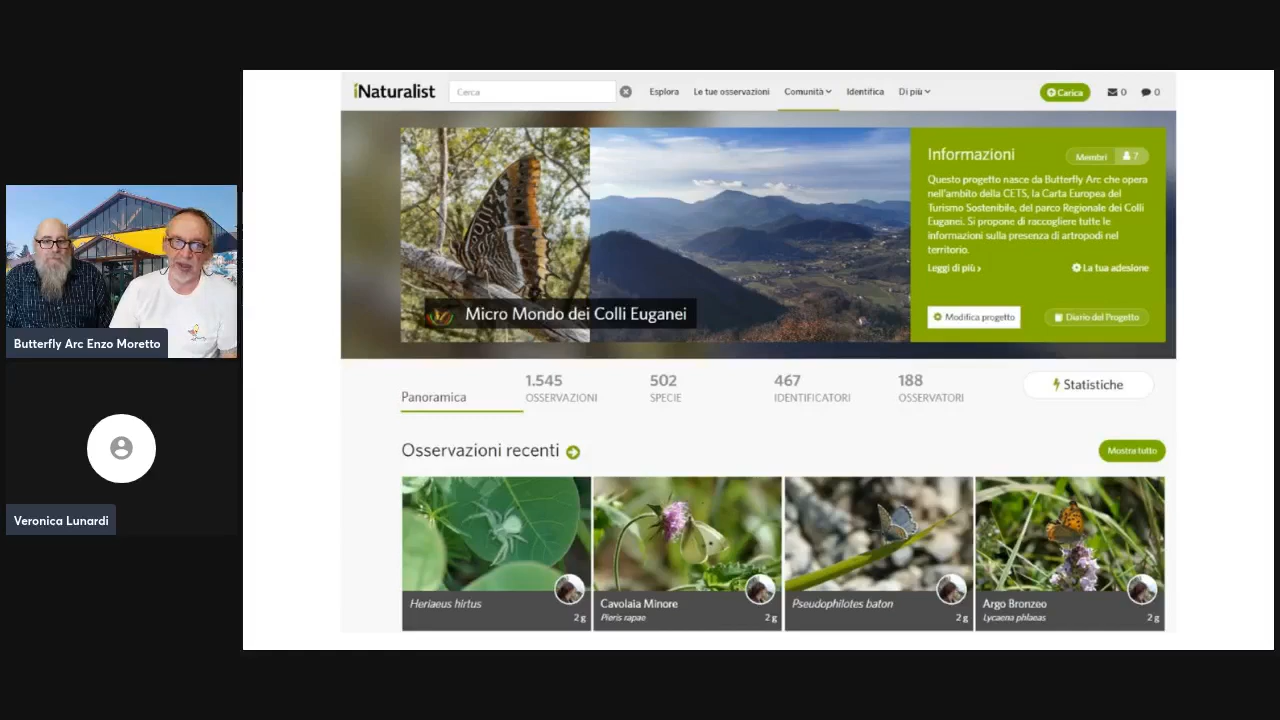 iNaturalist
Cerca
Esplora
Le tue osservazioni
Comunità
Identifica
Di più
Carica
0
0
Informazioni
Membri
7
Questo progetto nasce da Butterfly Arc che opera
nell'ambito della CETS, la Carta Europea del
Turismo Sostenibile, del parco Regionale dei Colli
Euganei. Si propone di raccogliere tutte le
informazioni sulla presenza di artropodi nel
territorio.
Leggi di più ›
La tua adesione
Modifica progetto
Diario del Progetto
Micro Mondo dei Colli Euganei
Panoramica
1.545
OSSERVAZIONI
502
SPECIE
467
IDENTIFICATORI
188
OSSERVATORI
Statistiche
Osservazioni recenti
Mostra tutto
Heriaeus hirtus
2 g
Cavolaia Minore
Pieris rapae
2 g
Pseudophilotes baton
2 g
Argo Bronzeo
Lycaena phlaeas
2 g
Butterfly Arc Enzo Moretto
Veronica Lunardi